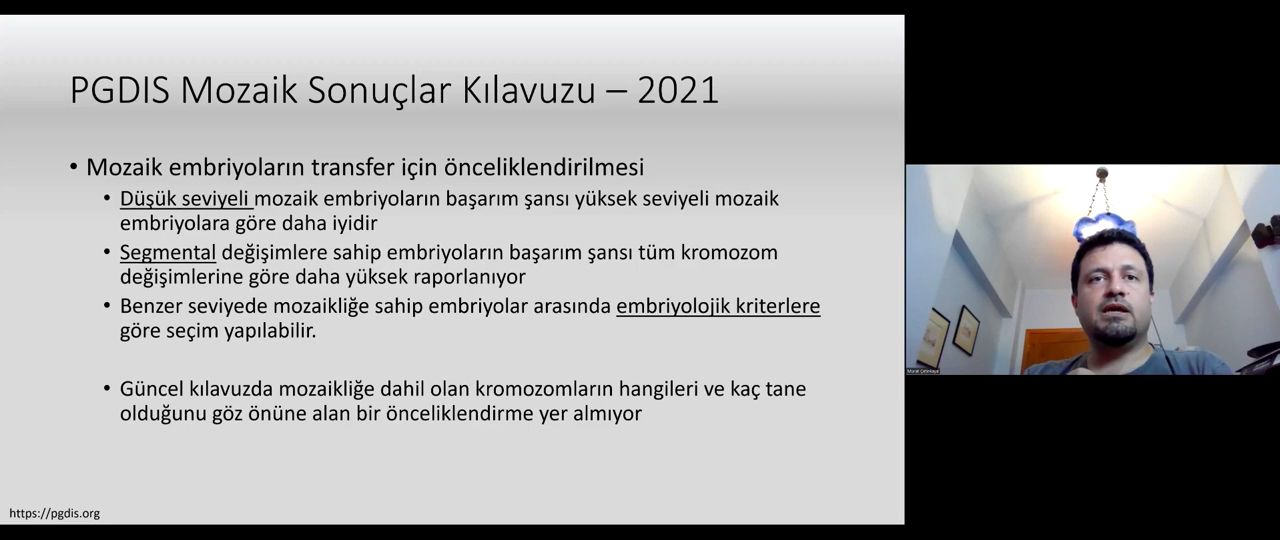 PGDIS Mozaik Sonuçlar Kılavuzu – 2021
• Mozaik embriyoların transfer için önceliklendirilmesi
• Düşük seviyeli mozaik embriyoların başarım şansı yüksek seviyeli mozaik
embriyolara göre daha iyidir
• Segmental değişimlere sahip embriyoların başarım şansı tüm kromozom
değişimlerine göre daha yüksek raporlanıyor
• Benzer seviyede mozaikliğe sahip embriyolar arasında embriyolojik kriterlere
göre seçim yapılabilir.
• Güncel kılavuzda mozaikliğe dahil olan kromozomların hangileri ve kaç tane
olduğunu göz önüne alan bir önceliklendirme yer almıyor
https://pgdis.org
Murat Çetinkaya